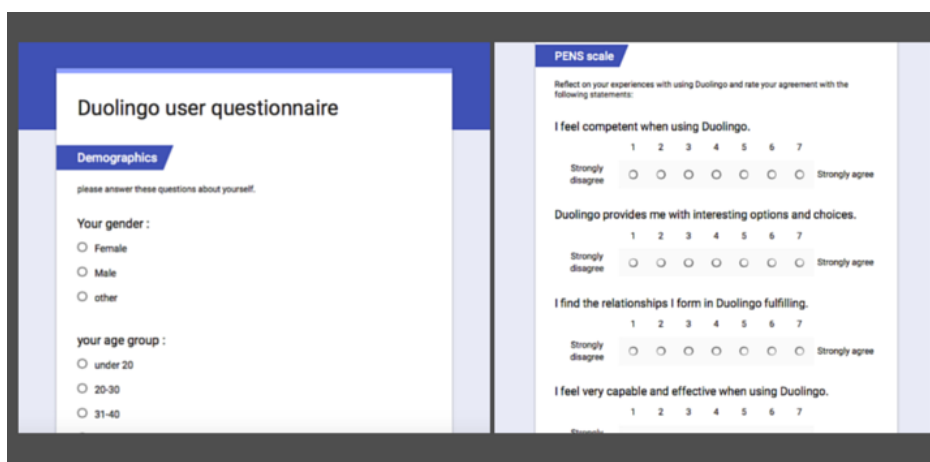 Duolingo user questionnaire
Demographics
please answer these questions about yourself.
Your gender :
Female
Male
other
your age group :
under 20
20-30
31-40
PENS scale
Reflect on your experiences with using Duolingo and rate your agreement with the
following statements:
I feel competent when using Duolingo.
1 2 3 4 5 6 7
Strongly
disagree
Strongly agree
Duolingo provides me with interesting options and choices.
1 2 3 4 5 6 7
Strongly
disagree
Strongly agree
I find the relationships I form in Duolingo fulfilling.
1 2 3 4 5 6 7
Strongly
disagree
Strongly agree
I feel very capable and effective when using Duolingo.
1 2 3 4 5 6 7